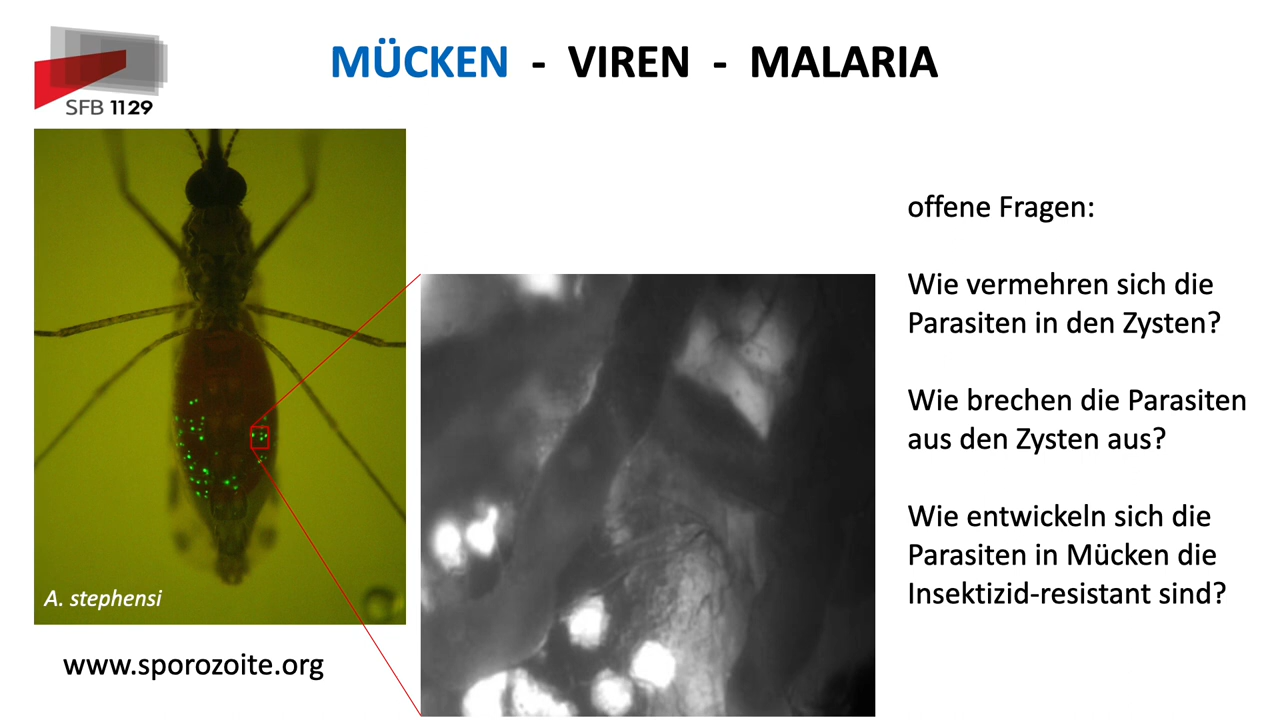 SFB 1129
MÜCKEN - VIREN - MALARIA
offene Fragen:
Wie vermehren sich die
Parasiten in den Zysten?
Wie brechen die Parasiten
aus den Zysten aus?
Wie entwickeln sich die
Parasiten in Mücken die
Insektizid-resistant sind?
A. stephensi
www.sporozoite.org